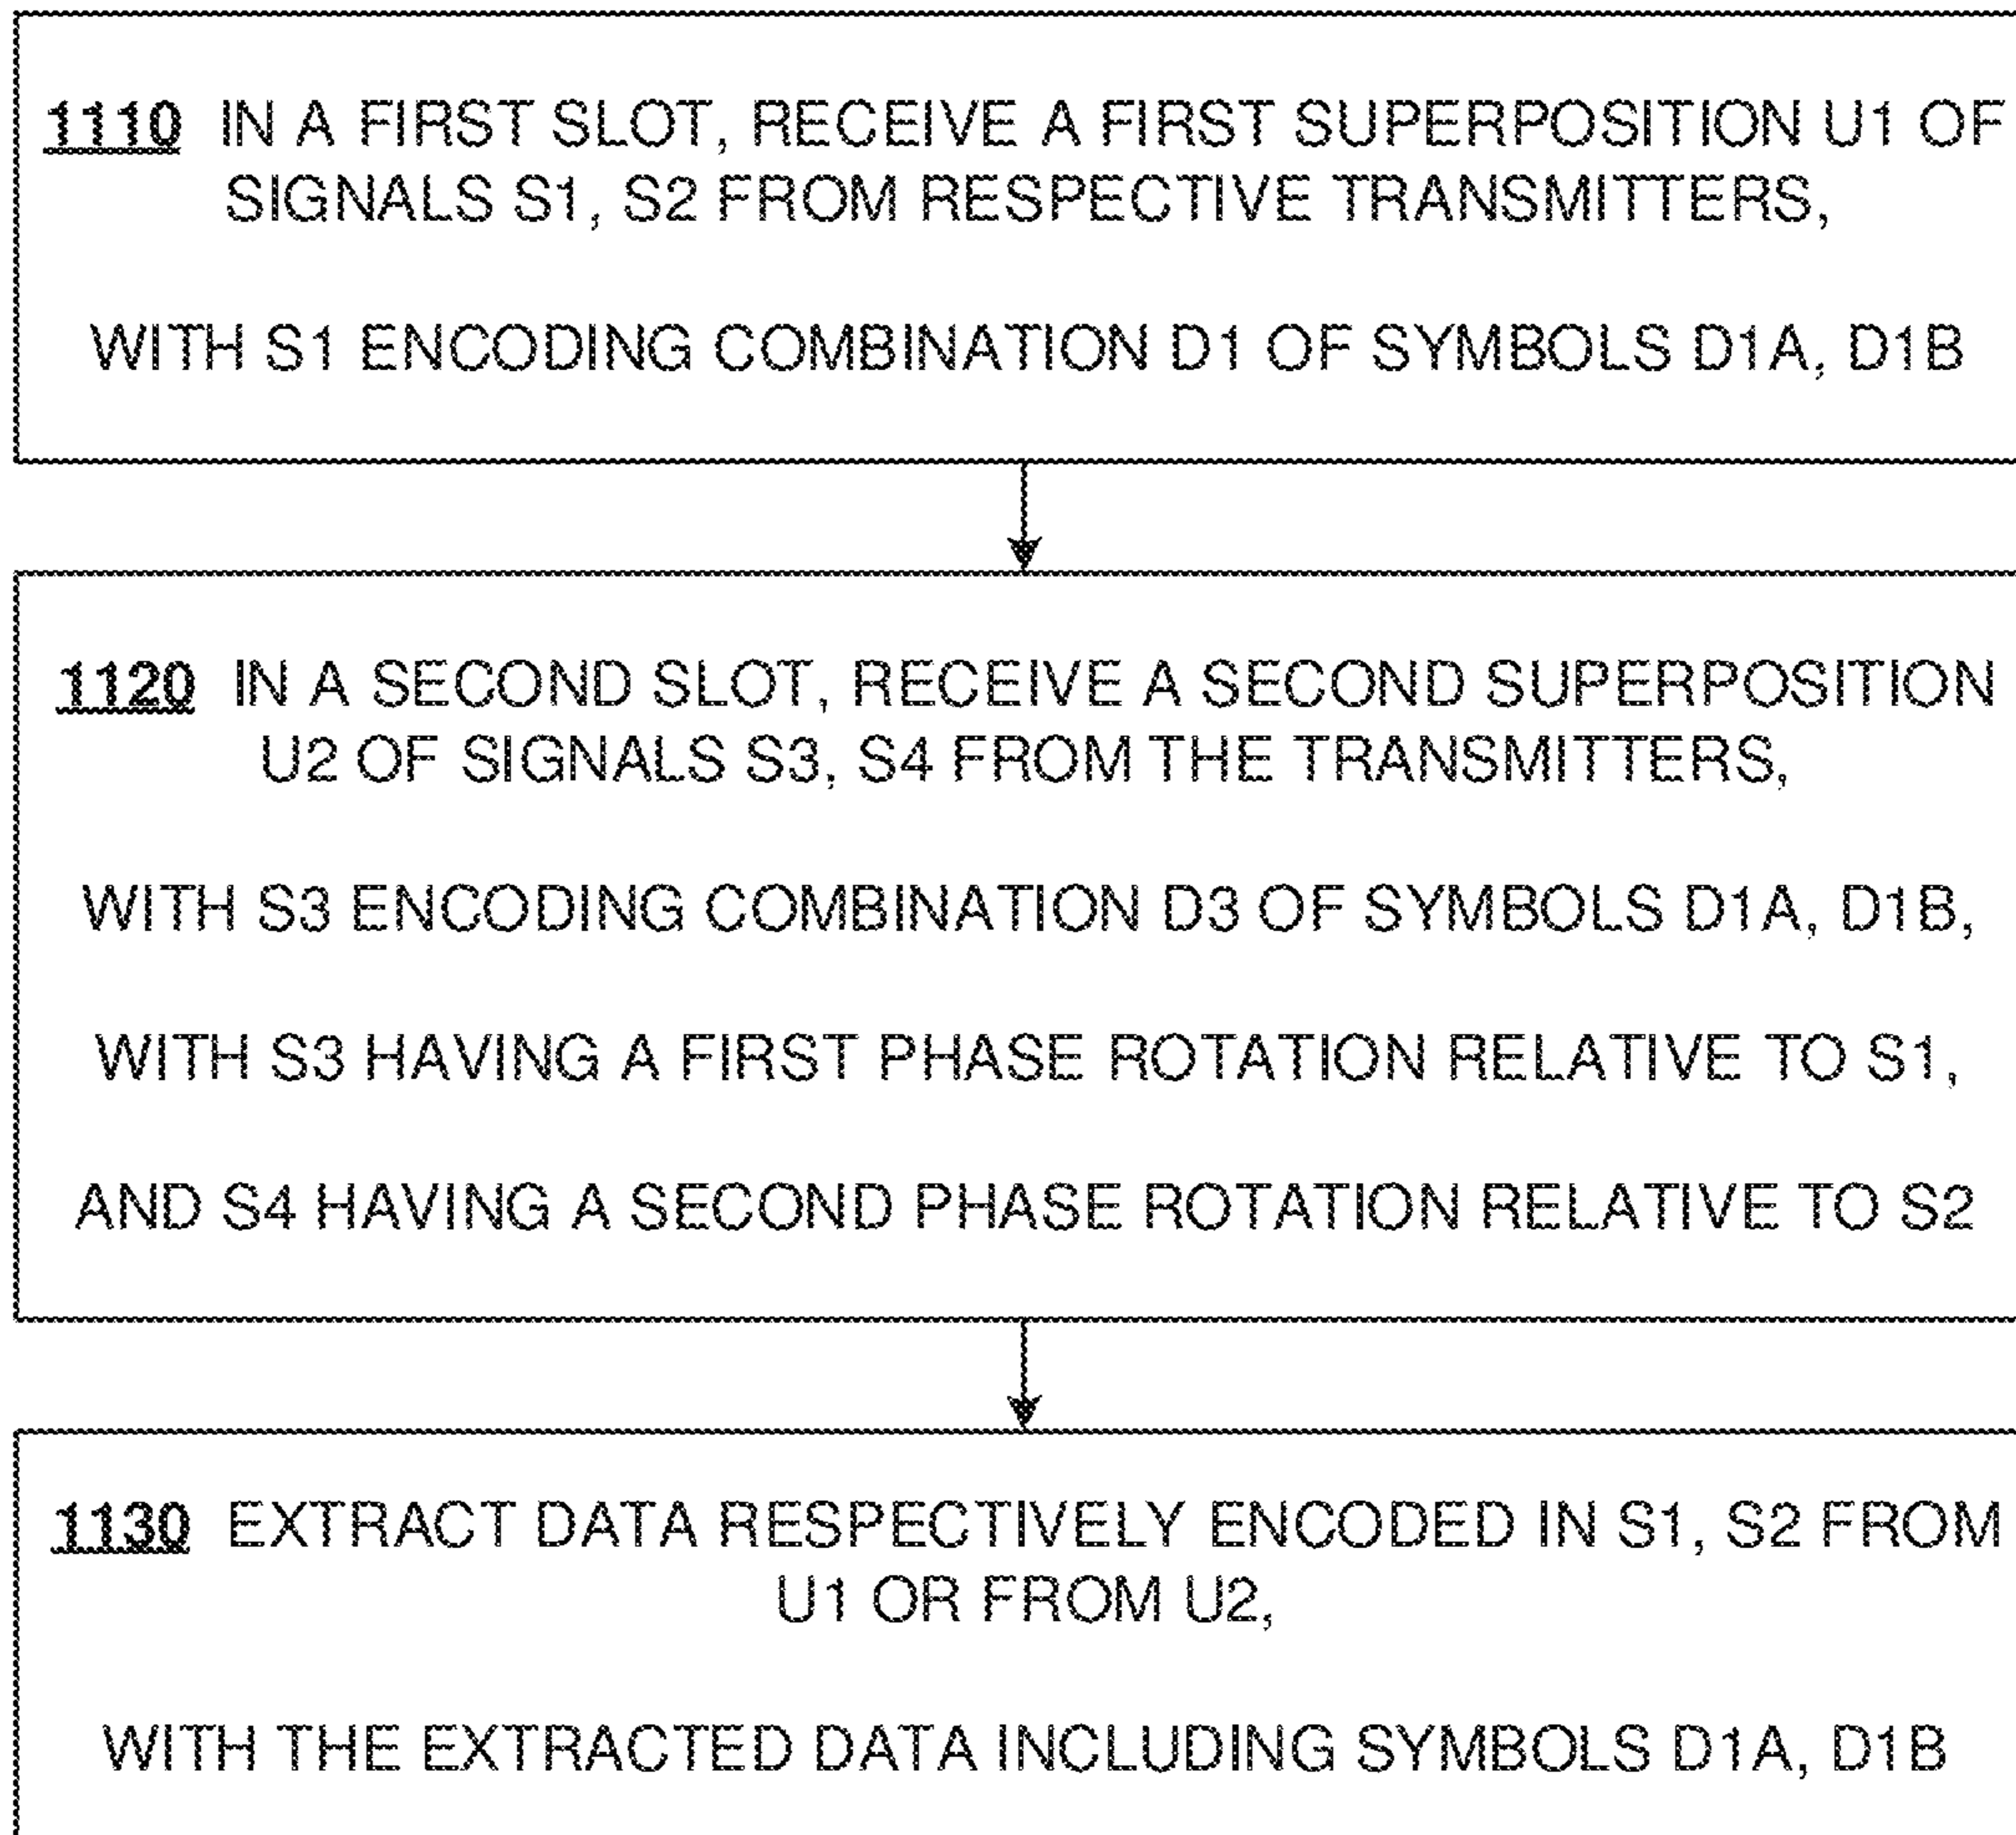 1110 IN A FIRST SLOT, RECEIVE A FIRST SUPERPOSITION U1 OF
SIGNALS S1, S2 FROM RESPECTIVE TRANSMITTERS,
WITH S1 ENCODING COMBINATION D1 OF SYMBOLS D1A, D1B
1120 IN A SECOND SLOT, RECEIVE A SECOND SUPERPOSITION
U2 OF SIGNALS S3, S4 FROM THE TRANSMITTERS,
WITH S3 ENCODING COMBINATION D3 OF SYMBOLS D1A, D1B,
WITH S3 HAVING A FIRST PHASE ROTATION RELATIVE TO S1,
AND S4 HAVING A SECOND PHASE ROTATION RELATIVE TO S2
1130 EXTRACT DATA RESPECTIVELY ENCODED IN S1, S2 FROM
U1 OR FROM U2,
WITH THE EXTRACTED DATA INCLUDING SYMBOLS D1A, D1B